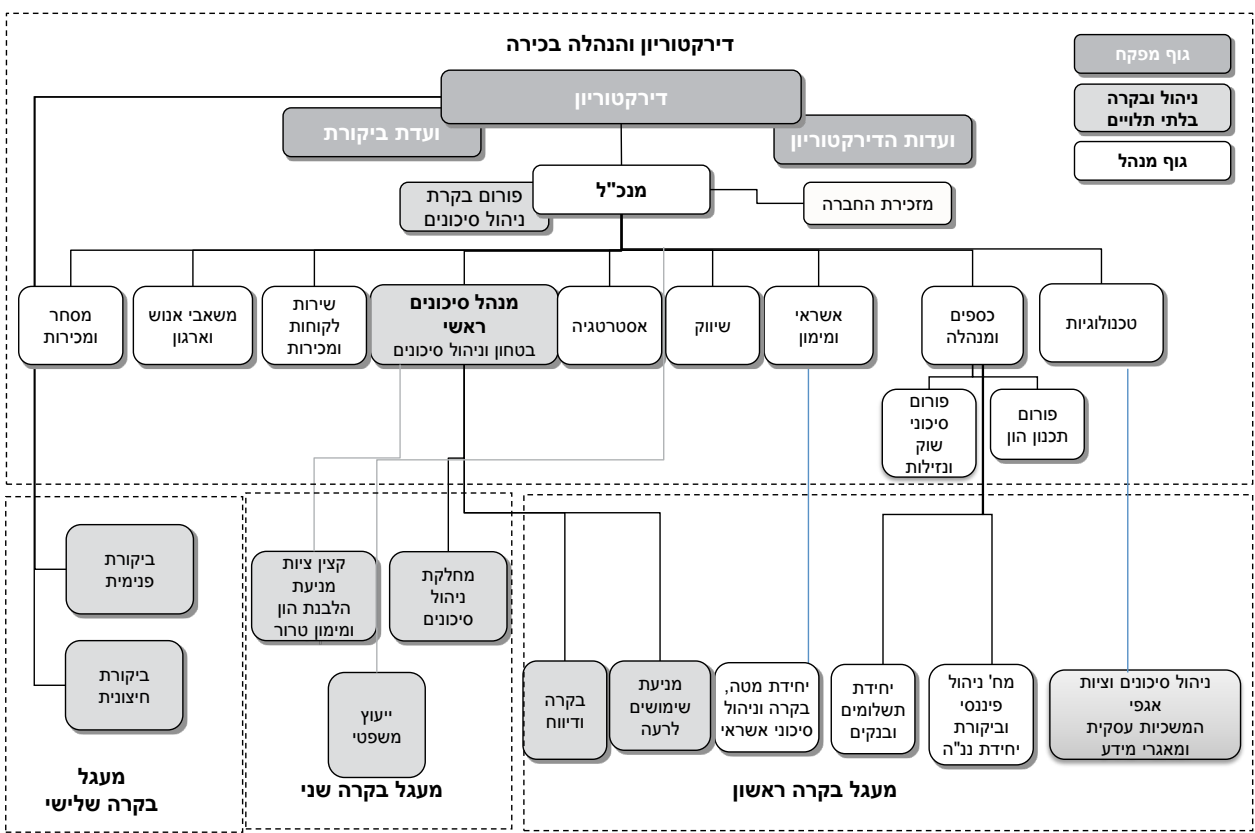 דירקטוריון והנהלה בכירה
גוף מפקח
ניהול ובקרה
בלתי תלויים
גוף מנהל
דירקטוריון
ועדות הדירקטוריון
ועדת ביקורת
מנכ"ל
פורום בקרת
ניהול סיכונים
מזכירת החברה
טכנולוגיות
כספים
ומנהלה
אשראי
ומימון
שיווק
אסטרטגיה
מנהל סיכונים
ראשי
בטחון וניהול סיכונים
שירות
לקוחות
ומכירות
משאבי אנוש
וארגון
מסחר
ומכירות
פורום
תכנון הון
פורום
סיכוני
שוק
ונזילות
ניהול סיכונים וציות
אגפי
המשכיות עסקית
ומאגרי מידע
מח' ניהול
פיננסי
וביקורת
יחידת ננ"ה
יחידת
תשלומים
ובנקים
יחידת מטה,
בקרה וניהול
סיכוני אשראי
מניעת
שימושים
לרעה
בקרה
ודיווח
מעגל בקרה ראשון
מחלקת
ניהול
סיכונים
קצין ציות
מניעת
הלבנת הון
ומימון טרור
ייעוץ
משפטי
מעגל בקרה שני
ביקורת
פנימית
ביקורת
חיצונית
מעגל
בקרה שלישי